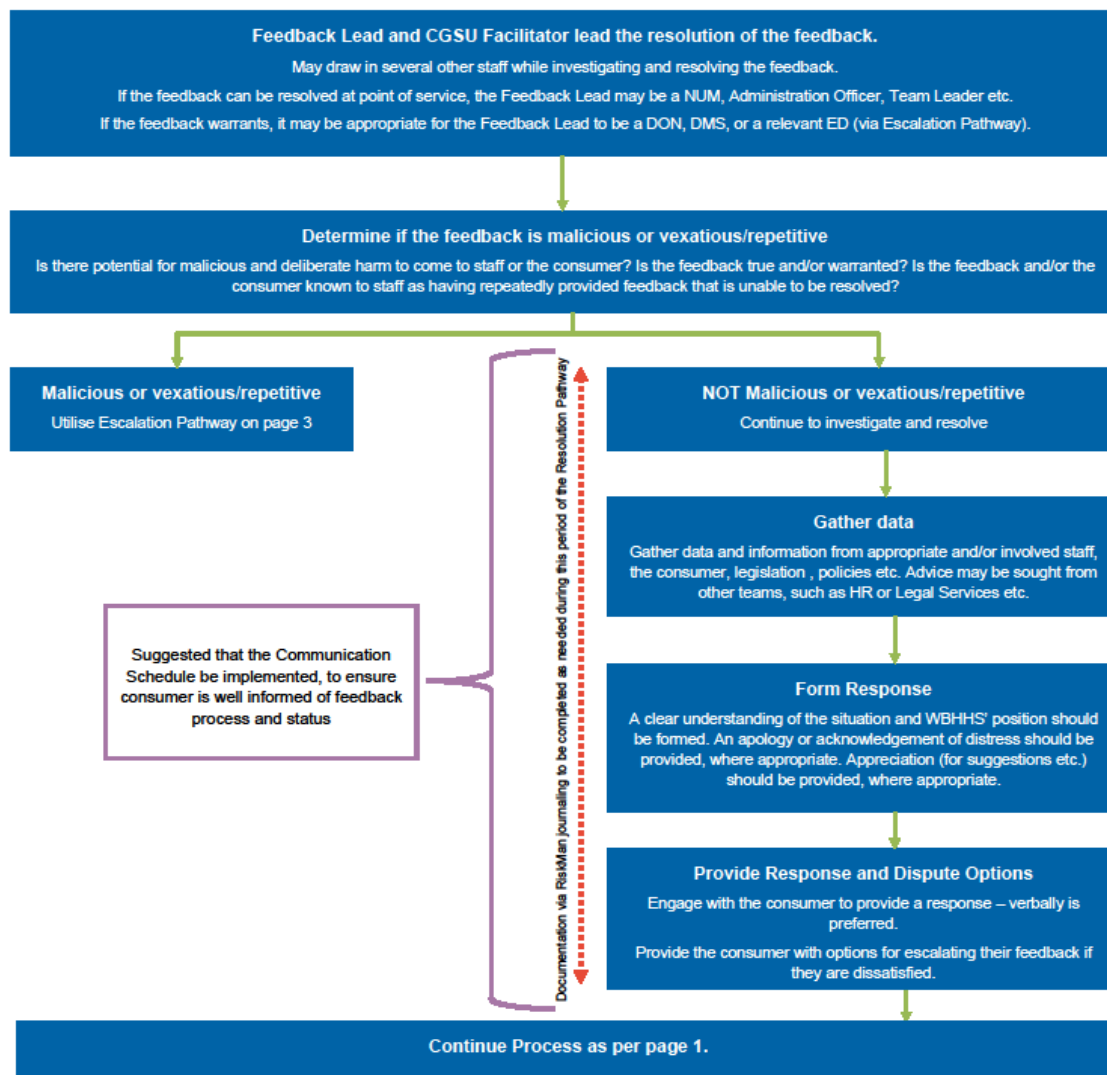 Feedback Lead and CGSU Facilitator lead the resolution of the feedback.
May draw in several other staff while investigating and resolving the feedback.
If the feedback can be resolved at point of service, the Feedback Lead may be a NUM, Administration Officer, Team Leader etc.
If the feedback warrants, it may be appropriate for the Feedback Lead to be a DON, DMS, or a relevant ED (via Escalation Pathway).
Determine if the feedback is malicious or vexatious/repetitive
Is there potential for malicious and deliberate harm to come to staff or the consumer? Is the feedback true and/or warranted? Is the feedback and/or the
consumer known to staff as having repeatedly provided feedback that is unable to be resolved?
Malicious or vexatious/repetitive
Utilise Escalation Pathway on page 3
NOT Malicious or vexatious/repetitive
Continue to investigate and resolve
Documentation via RiskMan journaling to be completed as needed during this period of the Resolution Pathway
Suggested that the Communication
Schedule be implemented, to ensure
consumer is well informed of feedback
process and status
Gather data
Gather data and information from appropriate and/or involved staff,
the consumer, legislation , policies etc. Advice may be sought from
other teams, such as HR or Legal Services etc.
Form Response
A clear understanding of the situation and WBHHS' position should
be formed. An apology or acknowledgement of distress should be
provided, where appropriate. Appreciation (for suggestions etc.)
should be provided, where appropriate.
Provide Response and Dispute Options
Engage with the consumer to provide a response – verbally is
preferred.
Provide the consumer with options for escalating their feedback if
they are dissatisfied.
Continue Process as per page 1.